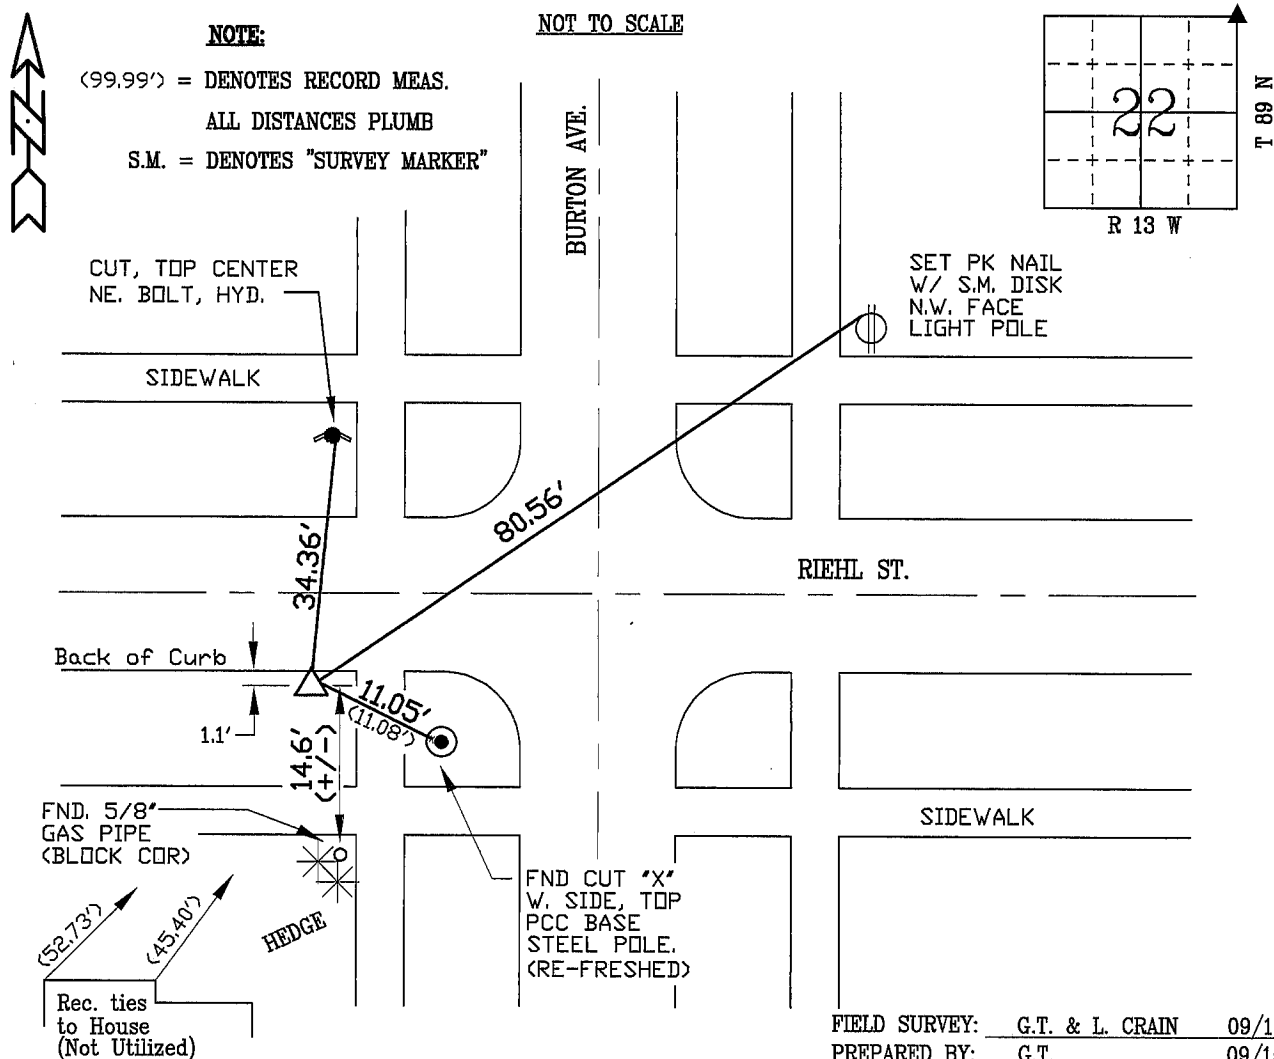 NOT TO SCALE
NOTE:
(99.99') = DENOTES RECORD MEAS.
ALL DISTANCES PLUMB
S.M. = DENOTES "SURVEY MARKER"
N
22
T 89 N
R 13 W
BURTON AVE.
CUT, TOP CENTER
NE. BOLT, HYD.
SET PK NAIL
W/ S.M. DISK
N.W. FACE
LIGHT POLE
SIDEWALK
34.36'
80.56'
RIEHL ST.
Back of Curb
1.1'
11.05'
(11.08')
14.6'
(+/-)
FND. 5/8"
GAS PIPE
(BLOCK COR)
SIDEWALK
FND CUT "X"
W. SIDE, TOP
PCC BASE
STEEL POLE.
(RE-FRESHED)
HEDGE
(52.73')
(45.40')
Rec. ties
to House
(Not Utilized)
FIELD SURVEY: G.T. & L. CRAIN 09/1
PREPARED BY: G.T. 09/1